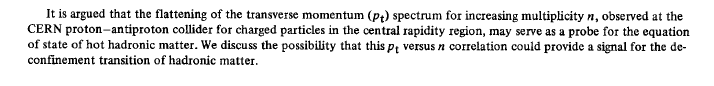 It is argued that the flattening of the transverse momentum (pt) spectrum for increasing multiplicity n, observed at the
CERN proton–antiproton collider for charged particles in the central rapidity region, may serve as a probe for the equation
of state of hot hadronic matter. We discuss the possibility that this pt versus n correlation could provide a signal for the de-
confinement transition of hadronic matter.